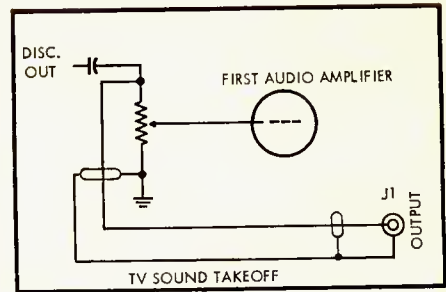 DISC.
OUT
FIRST AUDIO AMPLIFIER
J1
OUTPUT
TV SOUND TAKEOFF